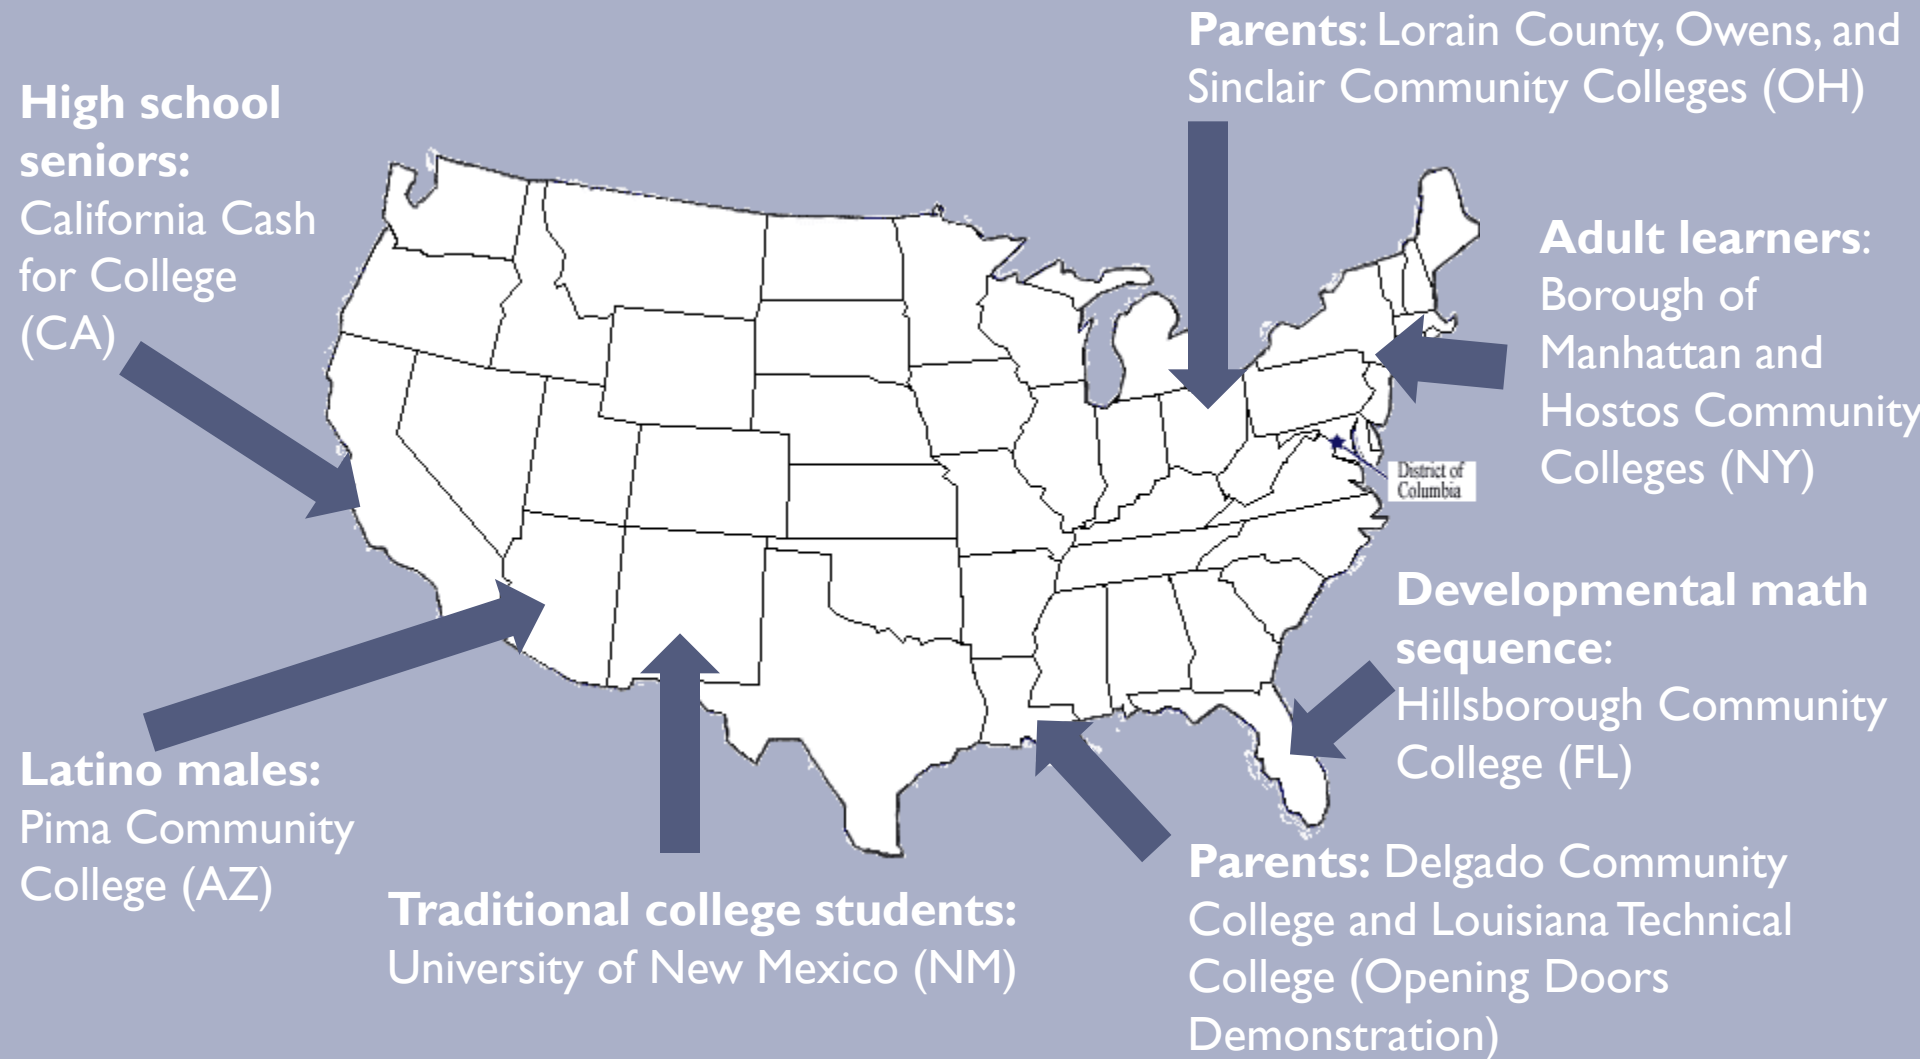 Parents: Lorain County, Owens, and
Sinclair Community Colleges (OH)
High school
seniors:
California Cash
for College
(CA)
Adult learners:
Borough of
Manhattan and
Hostos Community
Colleges (NY)
District of
Columbia
Developmental math
sequence:
Hillsborough Community
College (FL)
Latino males:
Pima Community
College (AZ)
Traditional college students:
University of New Mexico (NM)
Parents: Delgado Community
College and Louisiana Technical
College (Opening Doors
Demonstration)